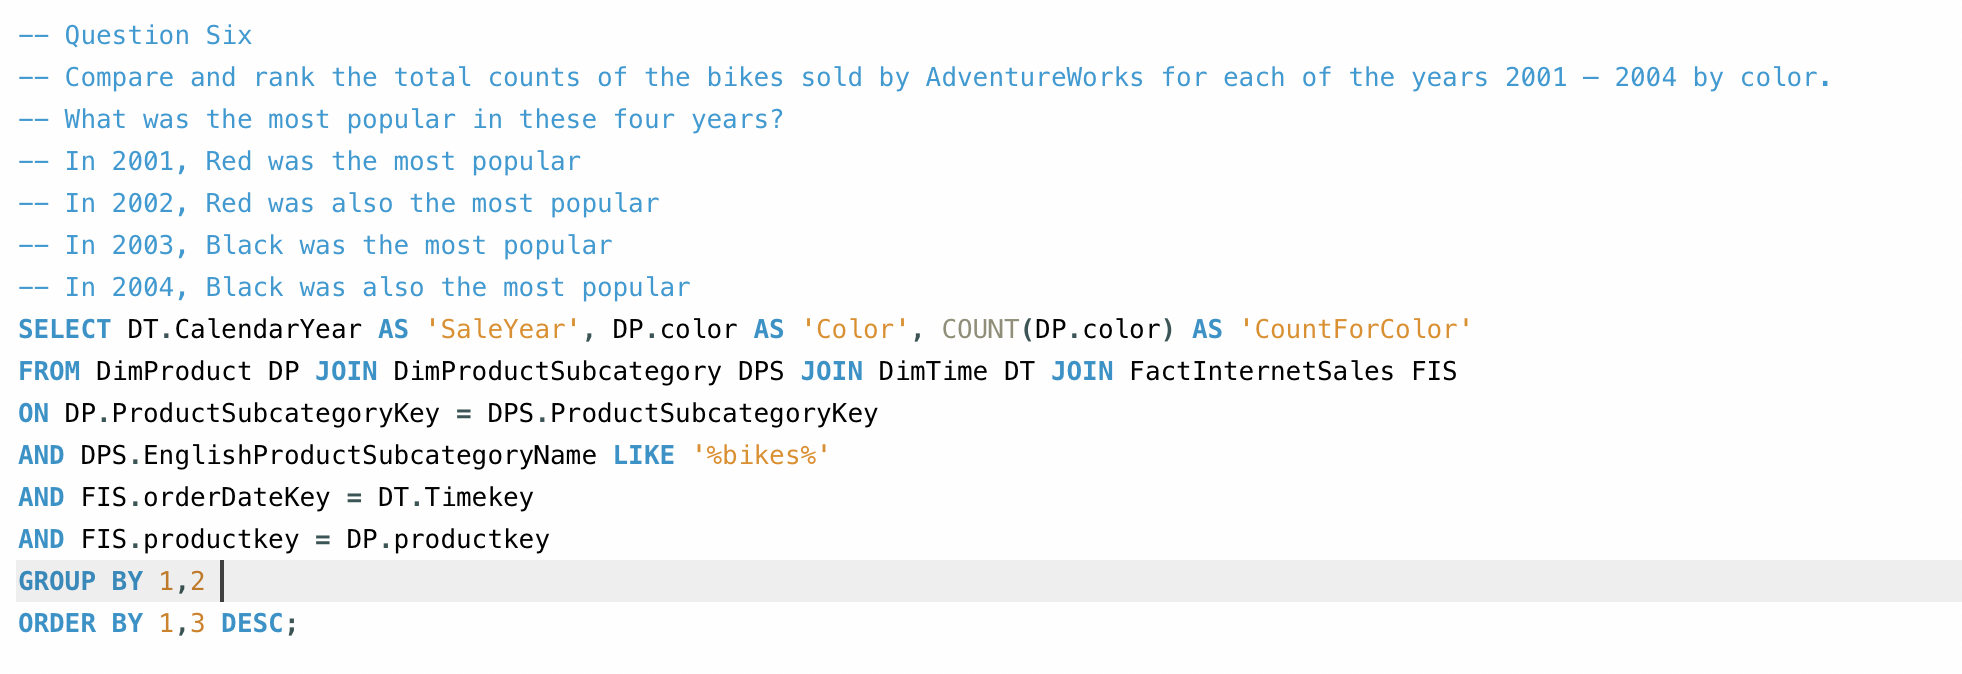 -- Question Six
-- Compare and rank the total counts of the bikes sold by AdventureWorks for each of the years 2001 – 2004 by color.
-- What was the most popular in these four years?
-- In 2001, Red was the most popular
-- In 2002, Red was also the most popular
-- In 2003, Black was the most popular
-- In 2004, Black was also the most popular
SELECT DT.CalendarYear AS 'SaleYear', DP.color AS 'Color', COUNT(DP.color) AS 'CountForColor'
FROM DimProduct DP JOIN DimProductSubcategory DPS JOIN DimTime DT JOIN FactInternetSales FIS
ON DP.ProductSubcategoryKey = DPS.ProductSubcategoryKey
AND DPS.EnglishProductSubcategoryName LIKE '%bikes%'
AND FIS.orderDateKey = DT.Timekey
AND FIS.productkey = DP.productkey
GROUP BY 1,2
ORDER BY 1,3 DESC;